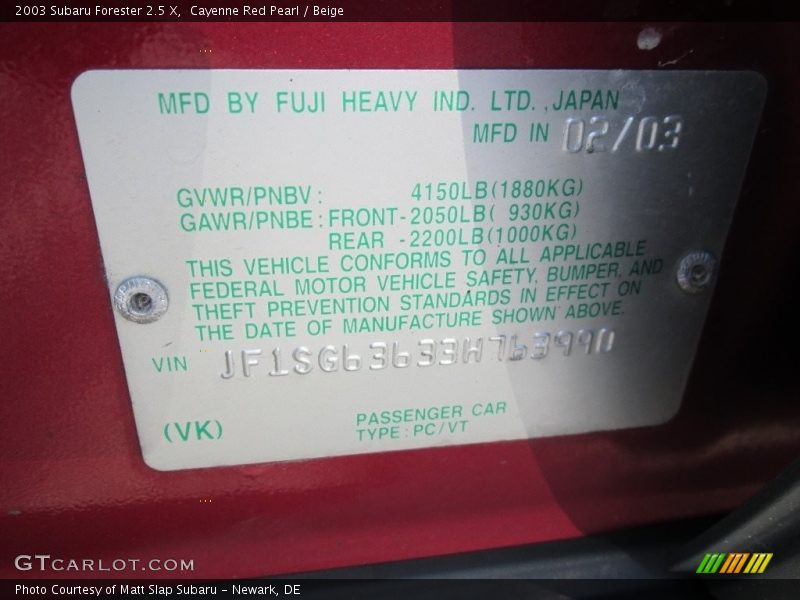 2003 Subaru Forester 2.5 X,  Cayenne Red Pearl / Beige
MFD BY FUJI HEAVY IND. LTD. ,JAPAN
MFD IN 02/03
GVWR/PNBV : 4150LB(1880KG)
GAWR/PNBE : FRONT-2050LB( 930KG)
REAR -2200LB(1000KG)
THIS VEHICLE CONFORMS TO ALL APPLICABLE
FEDERAL MOTOR VEHICLE SAFETY, BUMPER, AND
THEFT PREVENTION STANDARDS IN EFFECT ON
THE DATE OF MANUFACTURE SHOWN ABOVE.
VIN JF1SG63633H763990
(VK)
PASSENGER CAR
TYPE : PC/VT
GTCARLOT.COM
Photo Courtesy of Matt Slap Subaru - Newark, DE